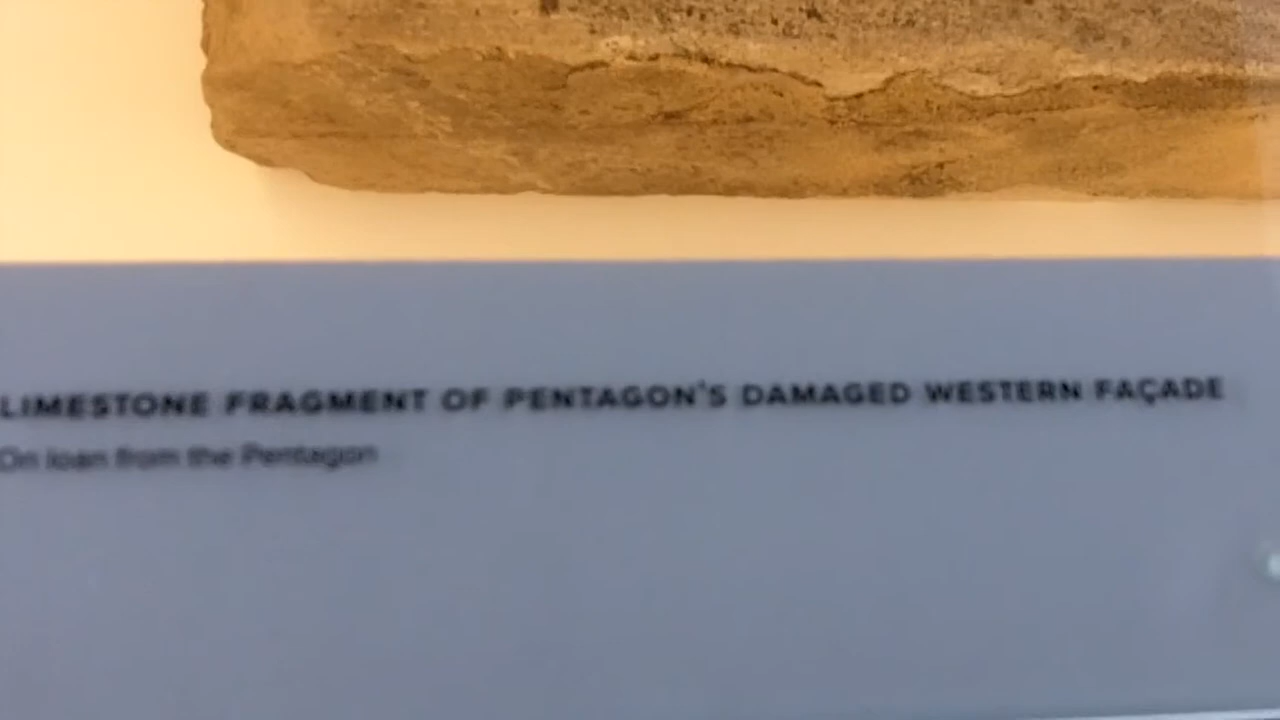 LIMESTONE FRAGMENT OF PENTAGON'S DAMAGED WESTERN FAÇADE
On loan from the Pentagon